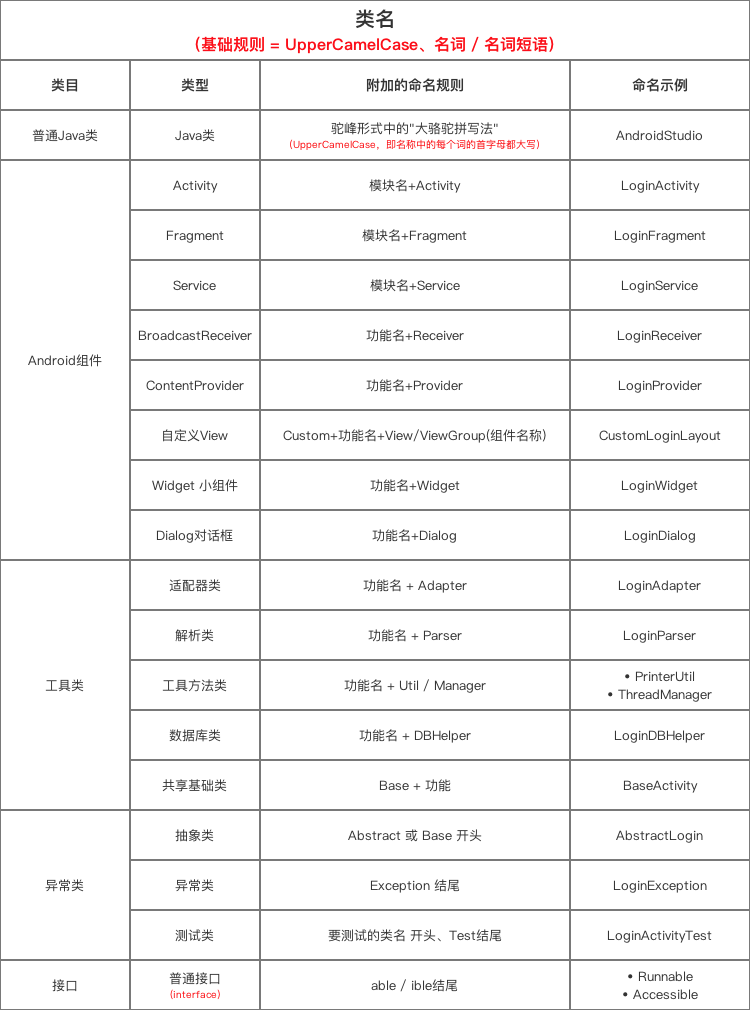 类名
（基础规则 = UpperCamelCase、名词 / 名词短语）
类目
类型
附加的命名规则
命名示例
普通Java类
Java类
驼峰形式中的"大骆驼拼写法"
（UpperCamelCase，即名称中的每个词的首字母都大写）
AndroidStudio
Android组件
Activity
模块名+Activity
LoginActivity
Fragment
模块名+Fragment
LoginFragment
Service
模块名+Service
LoginService
BroadcastReceiver
功能名+Receiver
LoginReceiver
ContentProvider
功能名+Provider
LoginProvider
自定义View
Custom+功能名+View/ViewGroup(组件名称)
CustomLoginLayout
Widget 小组件
功能名+Widget
LoginWidget
Dialog对话框
功能名+Dialog
LoginDialog
工具类
适配器类
功能名 + Adapter
LoginAdapter
解析类
功能名 + Parser
LoginParser
工具方法类
功能名 + Util / Manager
• PrinterUtil
• ThreadManager
数据库类
功能名 + DBHelper
LoginDBHelper
共享基础类
Base + 功能
BaseActivity
异常类
抽象类
Abstract 或 Base 开头
AbstractLogin
异常类
Exception 结尾
LoginException
测试类
要测试的类名 开头、Test结尾
LoginActivityTest
接口
普通接口
(interface)
able / ible结尾
• Runnable
• Accessible